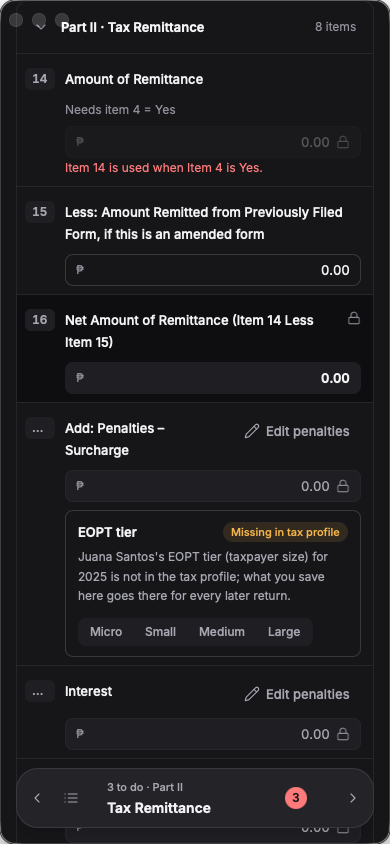 Part II · Tax Remittance
8 items
14
Amount of Remittance
Needs item 4 = Yes
₱
0.00
Item 14 is used when Item 4 is Yes.
15
Less: Amount Remitted from Previously Filed
Form, if this is an amended form
₱
0.00
16
Net Amount of Remittance (Item 14 Less
Item 15)
₱
0.00
...
Add: Penalties –
Surcharge
Edit penalties
₱
0.00
EOPT tier
Missing in tax profile
Juana Santos's EOPT tier (taxpayer size) for
2025 is not in the tax profile; what you save
here goes there for every later return.
Micro
Small
Medium
Large
...
Interest
Edit penalties
₱
0.00
3 to do · Part II
Tax Remittance
3
₱
0.00